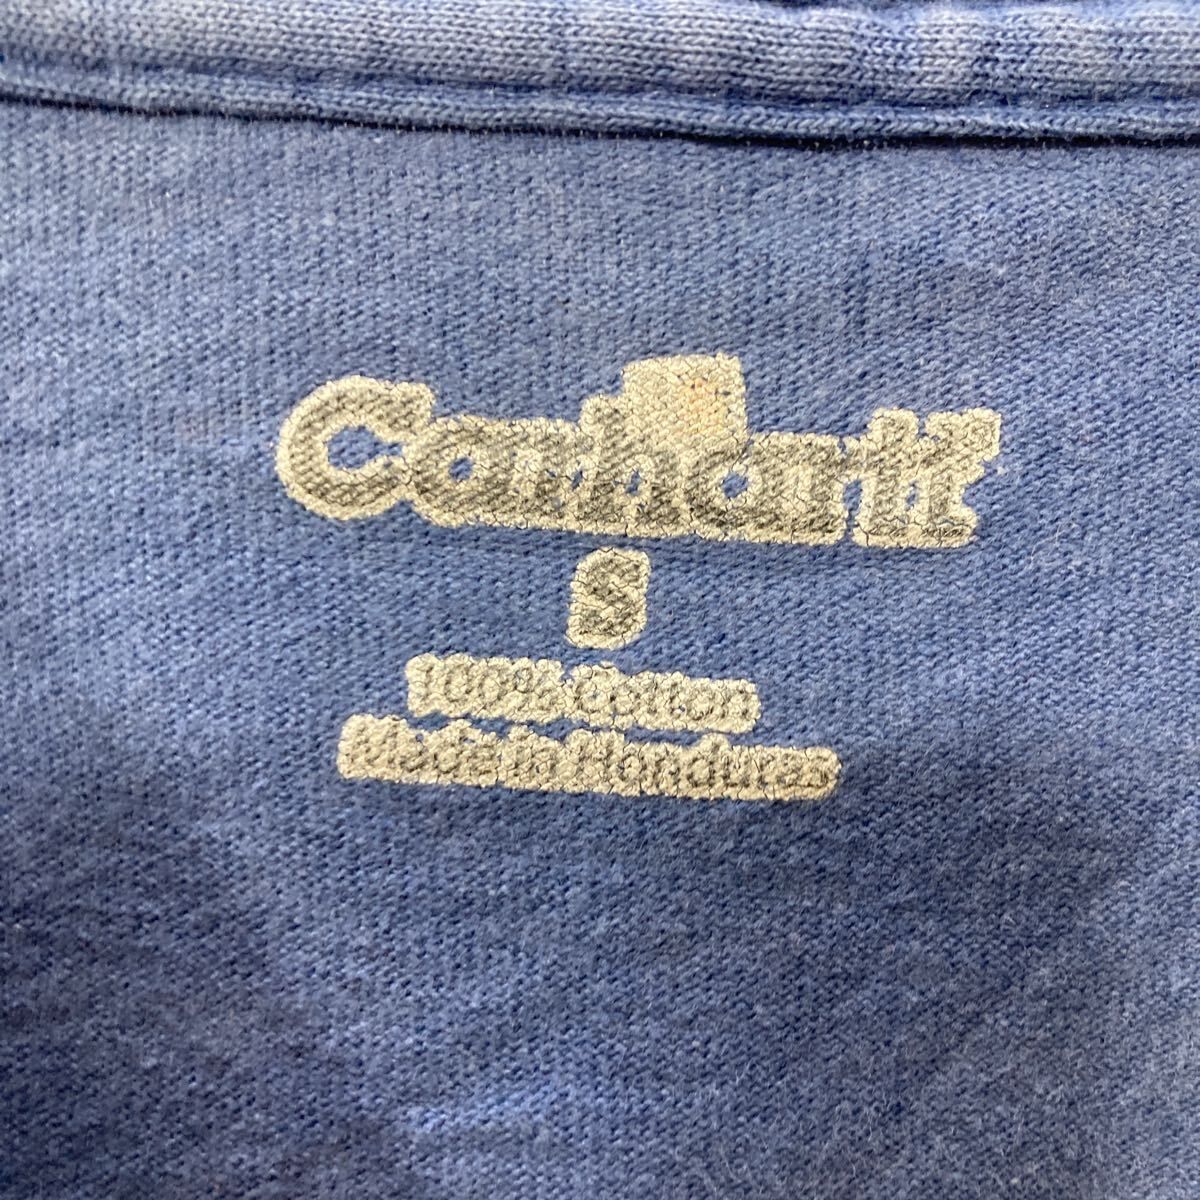 Carhartt
S
100% Cotton
Made in Honduras